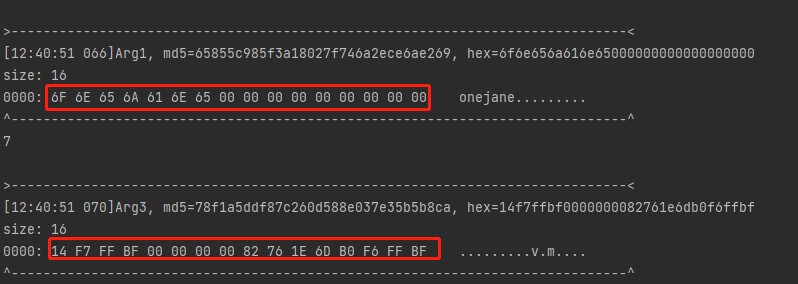 >-----------------------------------------------------------------------------<
[12:40:51 066]Arg1, md5=65855c985f3a18027f746a2ece6ae269, hex=6f6e656a616e65000000000000000000
size: 16
0000: 6F 6E 65 6A 61 6E 65 00 00 00 00 00 00 00 00 00    onejane.........
^-----------------------------------------------------------------------------^
7
>-----------------------------------------------------------------------------<
[12:40:51 070]Arg3, md5=78f1a5ddf87c260d588e037e35b5b8ca, hex=14f7ffbf0000000082761e6db0f6ffbf
size: 16
0000: 14 F7 FF BF 00 00 00 00 82 76 1E 6D B0 F6 FF BF    .........v.m....
^-----------------------------------------------------------------------------^